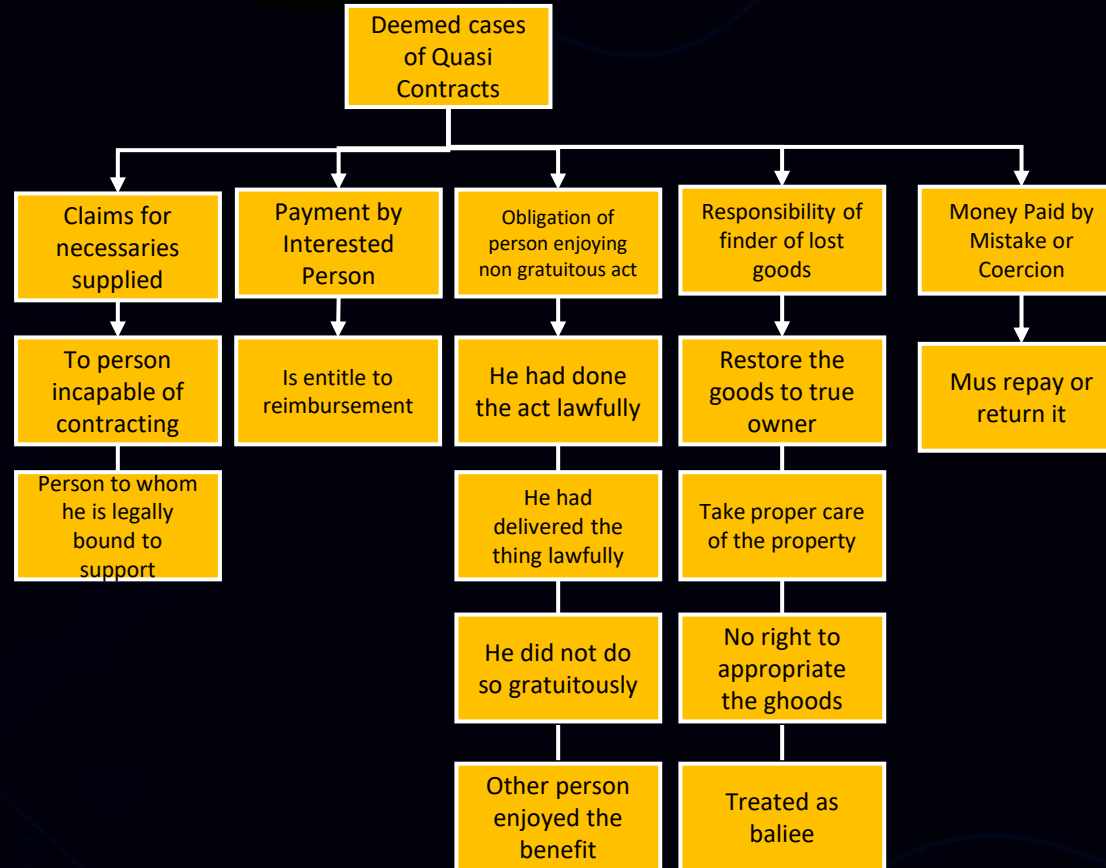 Deemed cases
of Quasi
Contracts
Claims for
necessaries
supplied
To person
incapable of
contracting
Person to whom
he is legally
bound to
support
Payment by
Interested
Person
Is entitle to
reimbursement
Obligation of
person enjoying
non gratuitous act
He had done
the act lawfully
He had
delivered the
thing lawfully
He did not do
so gratuitously
Other person
enjoyed the
benefit
Responsibility of
finder of lost
goods
Restore the
goods to true
owner
Take proper care
of the property
No right to
appropriate
the ghoods
Treated as
baliee
Money Paid by
Mistake or
Coercion
Mus repay or
return it